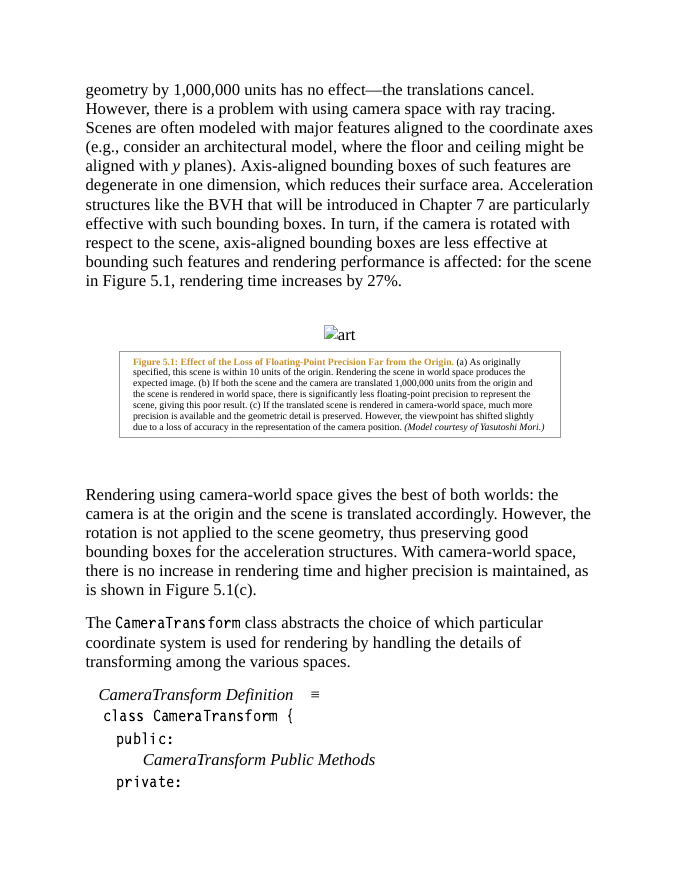 geometry by 1,000,000 units has no effect—the translations cancel.
However, there is a problem with using camera space with ray tracing.
Scenes are often modeled with major features aligned to the coordinate axes
(e.g., consider an architectural model, where the floor and ceiling might be
aligned with y planes). Axis-aligned bounding boxes of such features are
degenerate in one dimension, which reduces their surface area. Acceleration
structures like the BVH that will be introduced in Chapter 7 are particularly
effective with such bounding boxes. In turn, if the camera is rotated with
respect to the scene, axis-aligned bounding boxes are less effective at
bounding such features and rendering performance is affected: for the scene
in Figure 5.1, rendering time increases by 27%.
art
Figure 5.1: Effect of the Loss of Floating-Point Precision Far from the Origin. (a) As originally
specified, this scene is within 10 units of the origin. Rendering the scene in world space produces the
expected image. (b) If both the scene and the camera are translated 1,000,000 units from the origin and
the scene is rendered in world space, there is significantly less floating-point precision to represent the
scene, giving this poor result. (c) If the translated scene is rendered in camera-world space, much more
precision is available and the geometric detail is preserved. However, the viewpoint has shifted slightly
due to a loss of accuracy in the representation of the camera position. (Model courtesy of Yasutoshi Mori.)
Rendering using camera-world space gives the best of both worlds: the
camera is at the origin and the scene is translated accordingly. However, the
rotation is not applied to the scene geometry, thus preserving good
bounding boxes for the acceleration structures. With camera-world space,
there is no increase in rendering time and higher precision is maintained, as
is shown in Figure 5.1(c).
The CameraTransform class abstracts the choice of which particular
coordinate system is used for rendering by handling the details of
transforming among the various spaces.
CameraTransform Definition ≡
class CameraTransform {
public:
CameraTransform Public Methods
private: